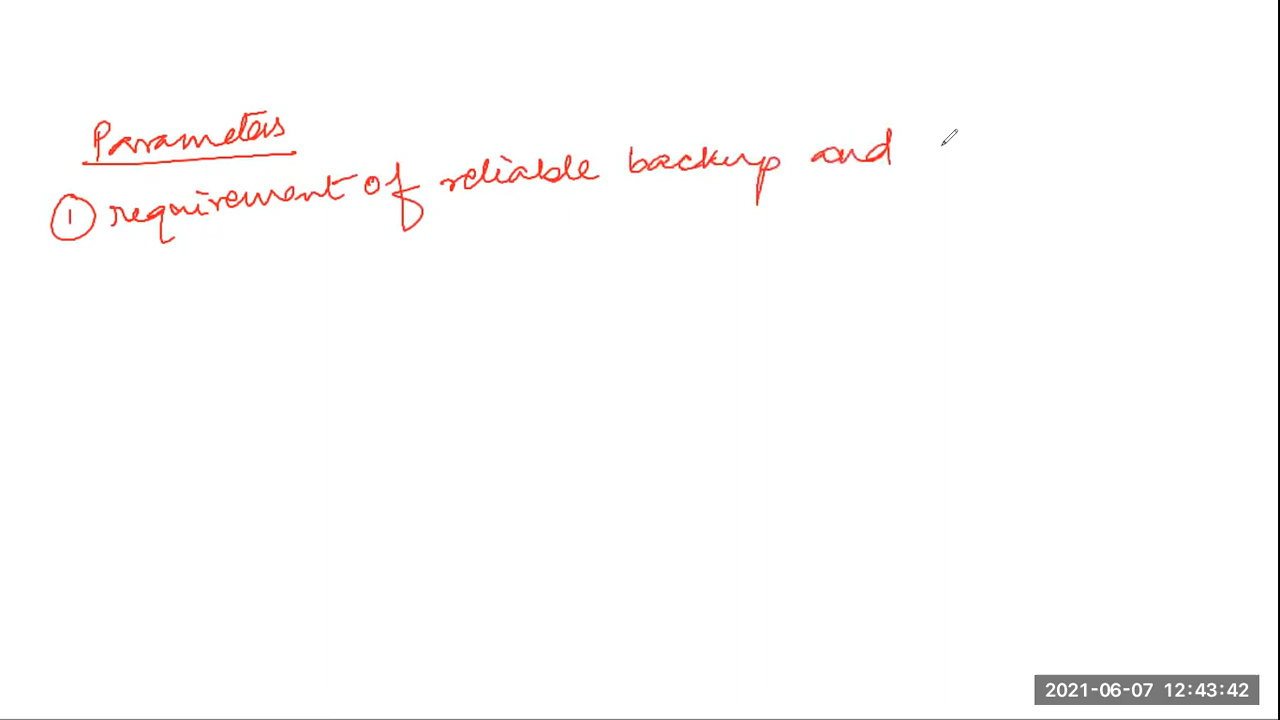 Parameters
① requirement of reliable backup and
2021-06-07 12:43:42